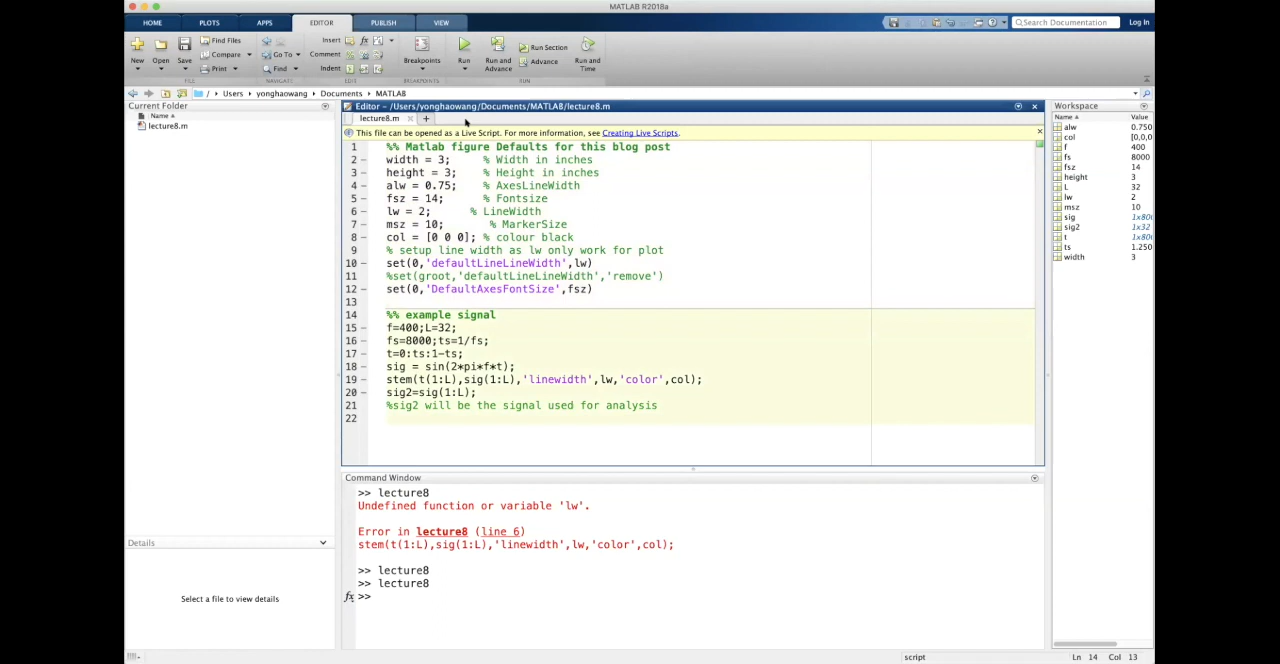 MATLAB R2018a
HOME PLOTS APPS EDITOR PUBLISH VIEW Search Documentation Log In
New Open Save Find Files Compare Print Insert Comment Indent fx Go To Find Breakpoints Run Run and Advance Run Section Advance Run and Time
FILE NAVIGATE EDIT BREAKPOINTS RUN
/ Users yonghaowang Documents MATLAB
Current Folder
Name
lecture8.m
Editor - /Users/yonghaowang/Documents/MATLAB/lecture8.m
lecture8.m
This file can be opened as a Live Script. For more information, see Creating Live Scripts.
1 %% Matlab figure Defaults for this blog post
2 width = 3; % Width in inches
3 height = 3; % Height in inches
4 alw = 0.75; % AxesLineWidth
5 fsz = 14; % Fontsize
6 lw = 2; % LineWidth
7 msz = 10; % MarkerSize
8 col = [0 0 0]; % colour black
9 % setup line width as lw only work for plot
10 set(0,'defaultLineLineWidth',lw)
11 %set(groot,'defaultLineLineWidth','remove')
12 set(0,'DefaultAxesFontSize',fsz)
13
14 %% example signal
15 f=400;L=32;
16 fs=8000;ts=1/fs;
17 t=0:ts:1-ts;
18 sig = sin(2*pi*f*t);
19 stem(t(1:L),sig(1:L),'linewidth',lw,'color',col);
20 sig2=sig(1:L);
21 %sig2 will be the signal used for analysis
22
Workspace
Name Value
alw 0.750
col [0,0,0
f 400
fs 8000
fsz 14
height 3
L 32
lw 2
msz 10
sig 1x80
sig2 1x32
t 1x80
ts 1.250
width 3
Command Window
>> lecture8
Undefined function or variable 'lw'.
Error in lecture8 (line 6)
stem(t(1:L),sig(1:L),'linewidth',lw,'color',col);
>> lecture8
>> lecture8
fx >>
Details
Select a file to view details
script Ln 14 Col 13